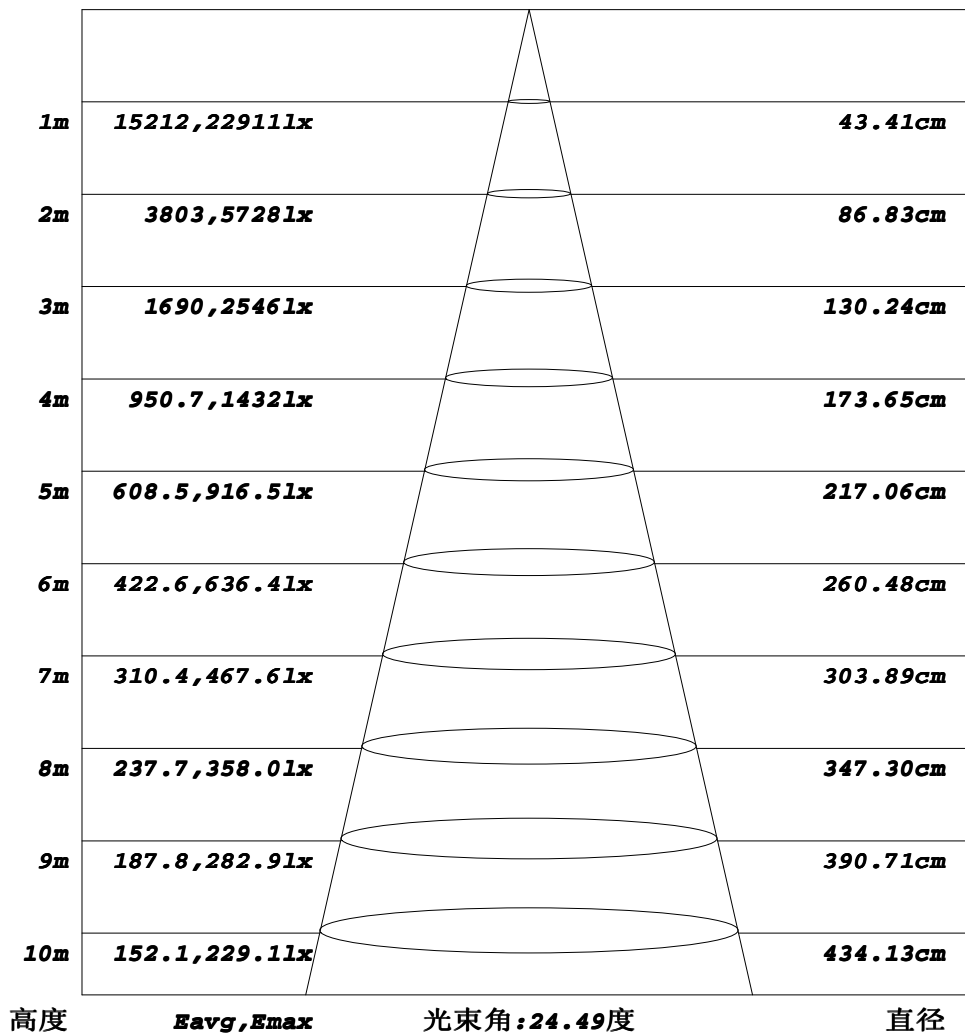 1m 15212,22911lx 43.41cm
2m 3803,5728lx 86.83cm
3m 1690,2546lx 130.24cm
4m 950.7,1432lx 173.65cm
5m 608.5,916.5lx 217.06cm
6m 422.6,636.4lx 260.48cm
7m 310.4,467.6lx 303.89cm
8m 237.7,358.0lx 347.30cm
9m 187.8,282.9lx 390.71cm
10m 152.1,229.1lx 434.13cm
高度 Eavg,Emax 光束角:24.49度 直径